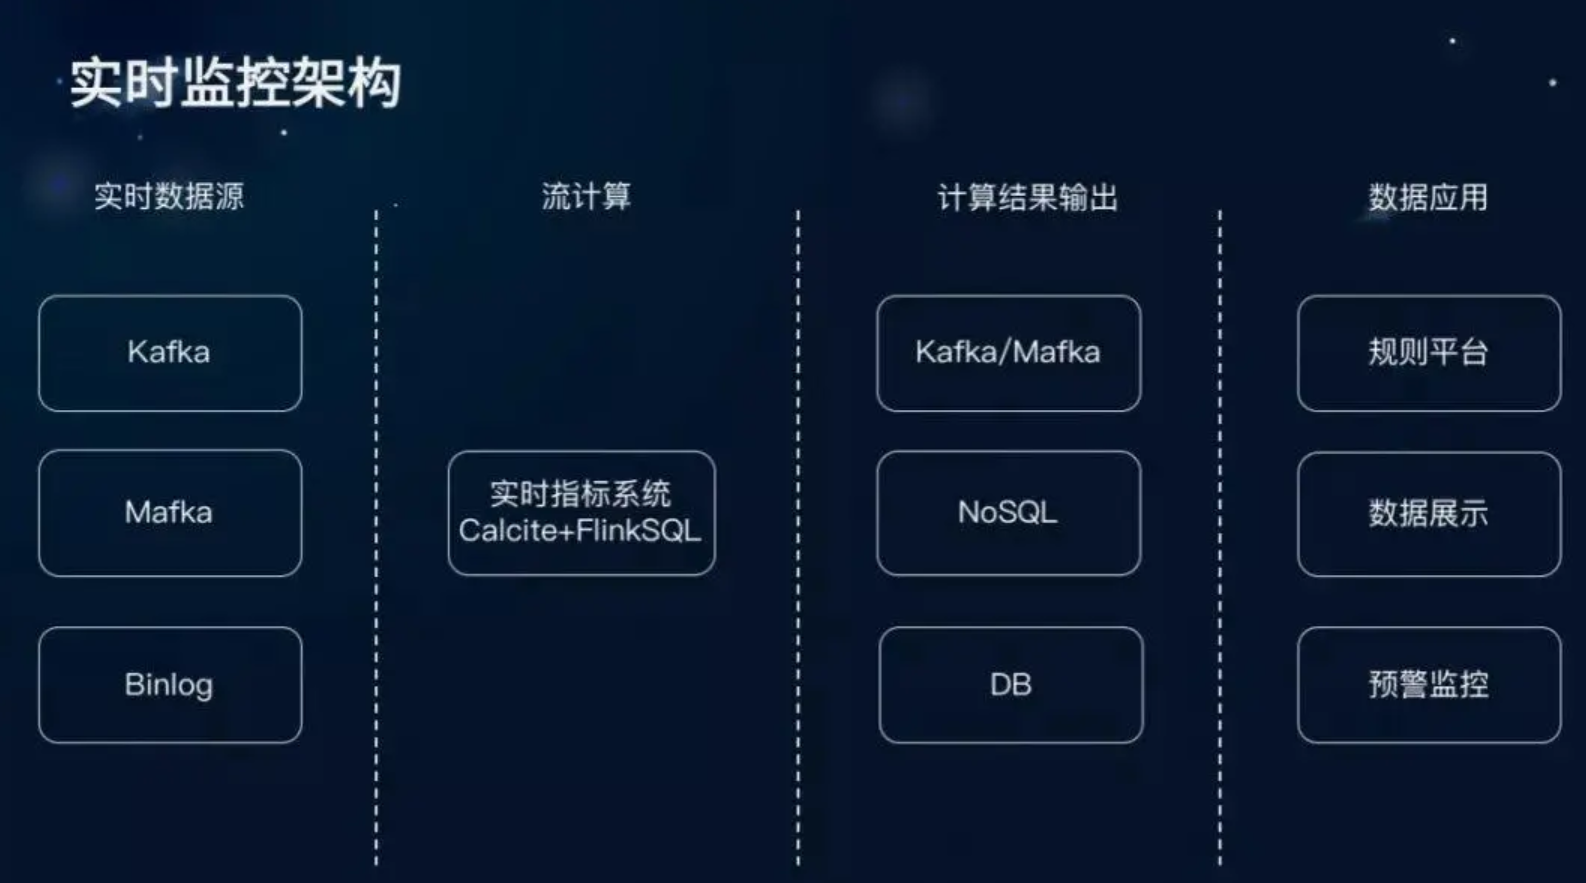 实时监控架构
实时数据源
流计算
计算结果输出
数据应用
Kafka
Kafka/Mafka
规则平台
Mafka
实时指标系统
Calcite+FlinkSQL
NoSQL
数据展示
Binlog
DB
预警监控